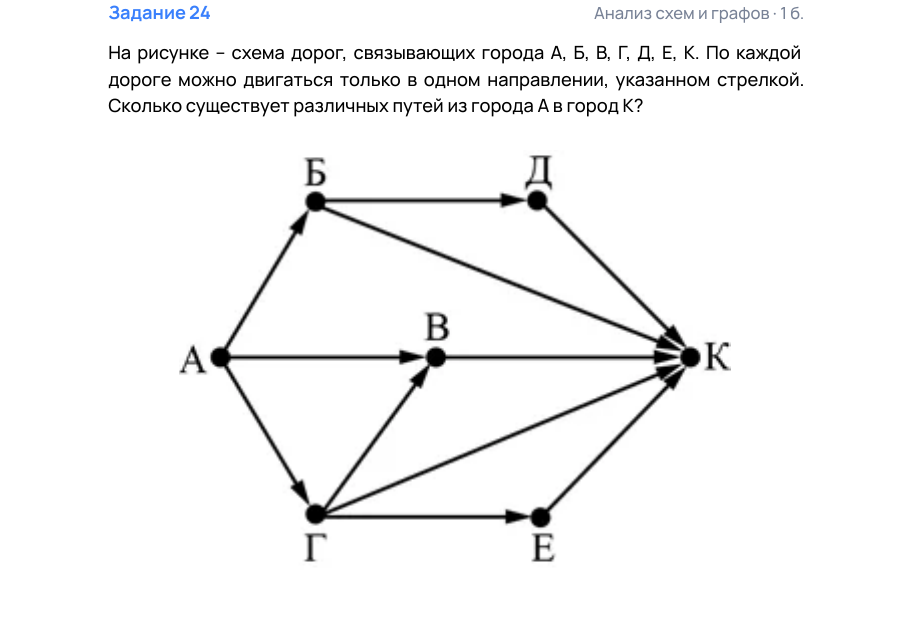 Задание 24
Анализ схем и графов · 1 б.
На рисунке – схема дорог, связывающих города А, Б, В, Г, Д, Е, К. По каждой
дороге можно двигаться только в одном направлении, указанном стрелкой.
Сколько существует различных путей из города А в город К?
Б
Д
В
А
К
Г
Е